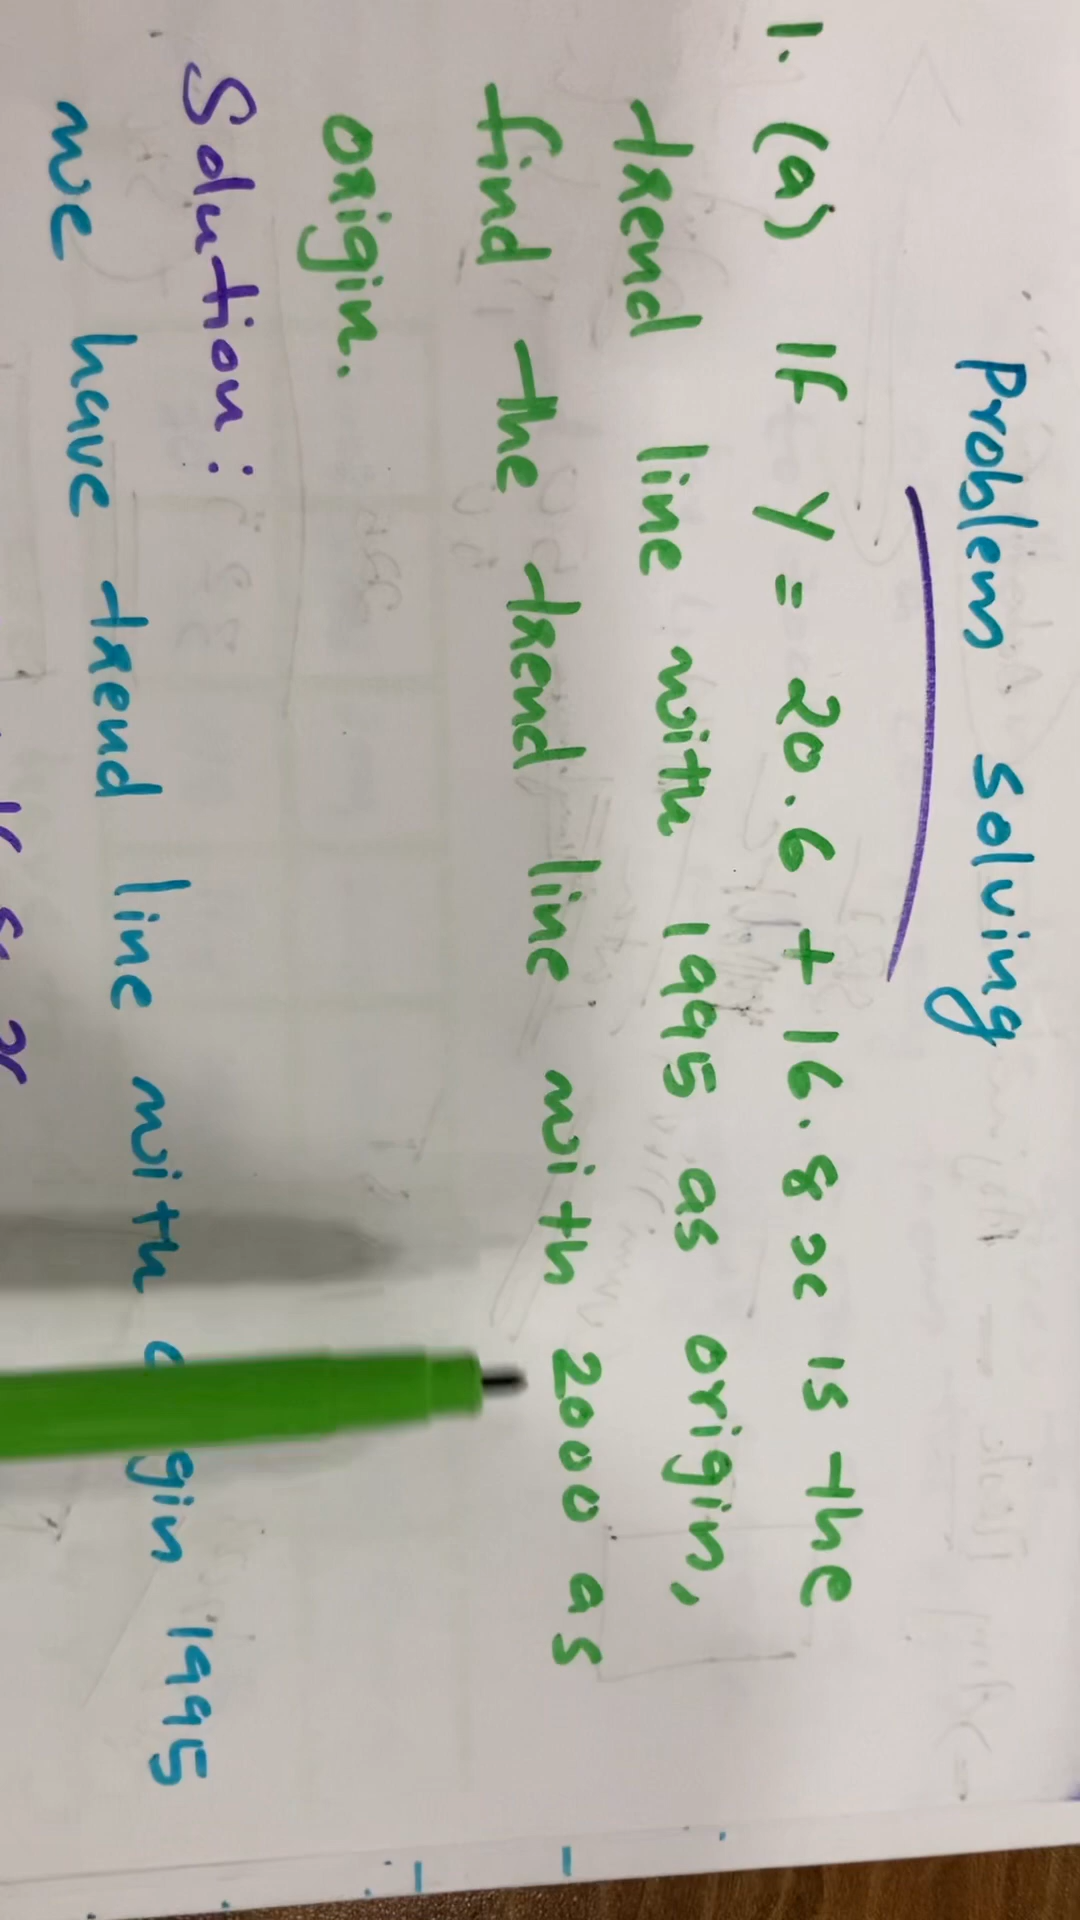 Problem solving
1. (a) If y = 20.6 + 16.8x is the
trend line with 1995 as origin,
find the trend line with 2000 as
origin.
Solution :
we have trend line with gin 1995